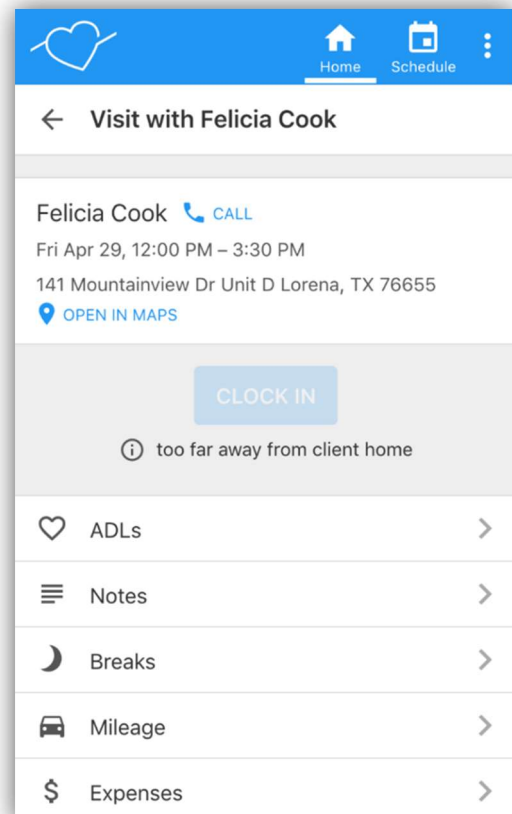 Home Schedule
Visit with Felicia Cook
Felicia Cook CALL
Fri Apr 29, 12:00 PM – 3:30 PM
141 Mountainview Dr Unit D Lorena, TX 76655
OPEN IN MAPS
CLOCK IN
too far away from client home
ADLs
Notes
Breaks
Mileage
Expenses